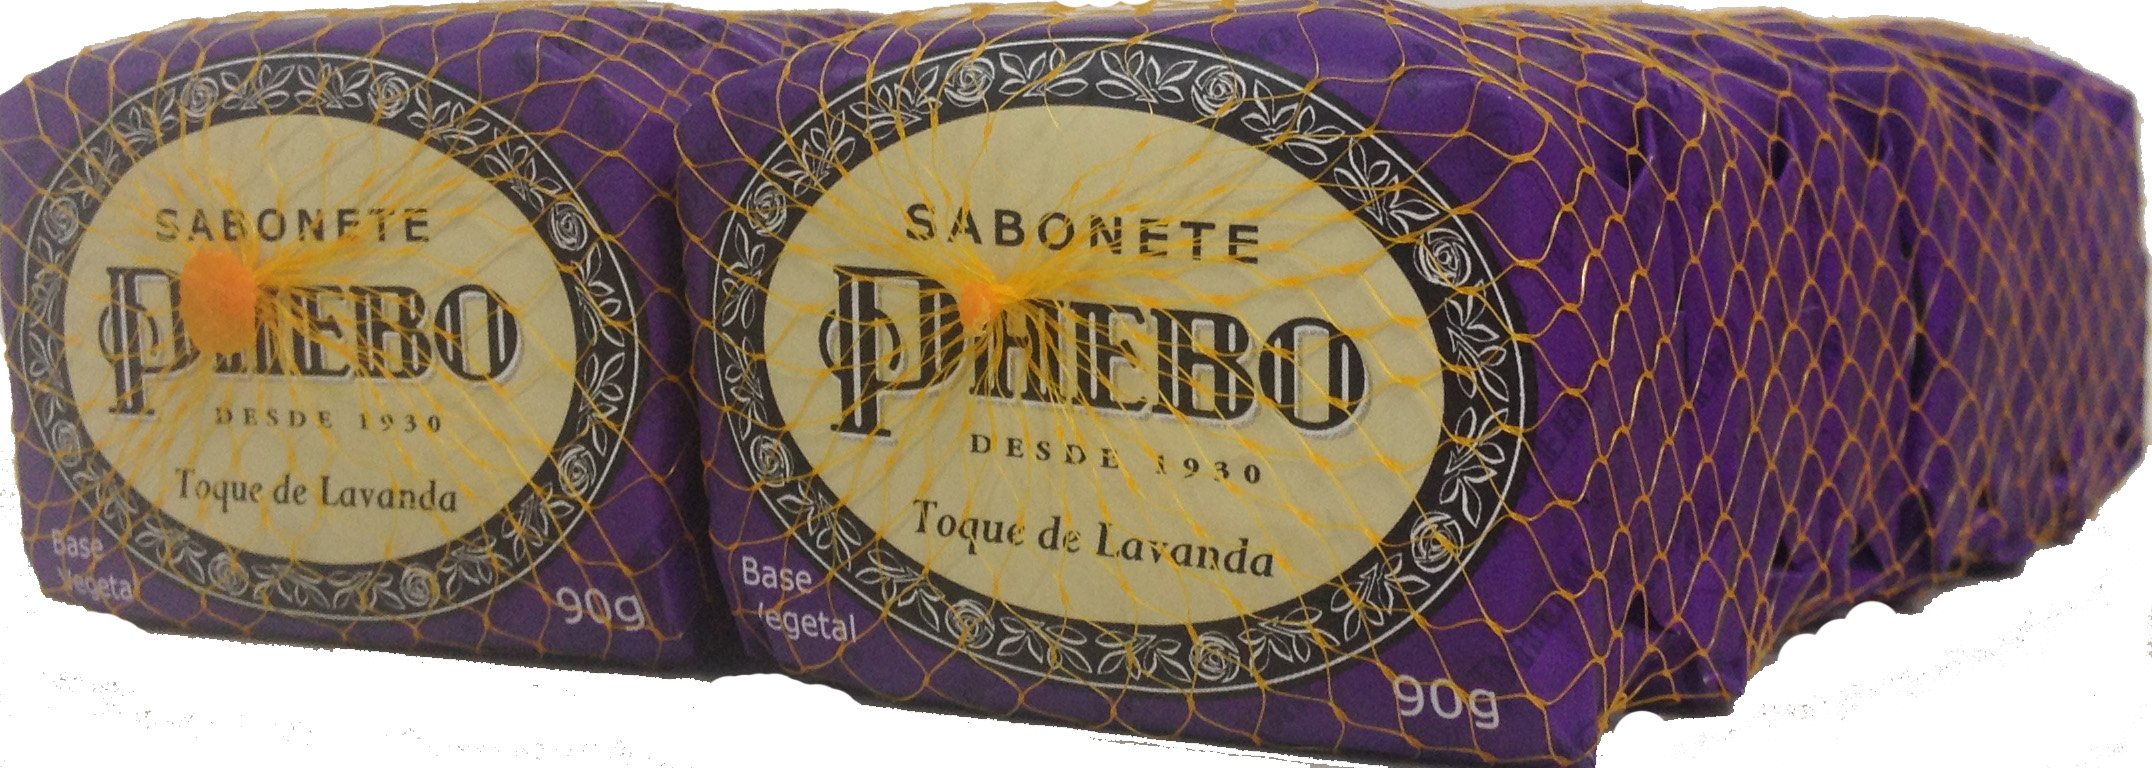 SABONETE
PHEBO
DESDE 1930
Toque de Lavanda
Base
Vegetal
90g
SABONETE
PHEBO
DESDE 1930
Toque de Lavanda
Base
Vegetal
90g